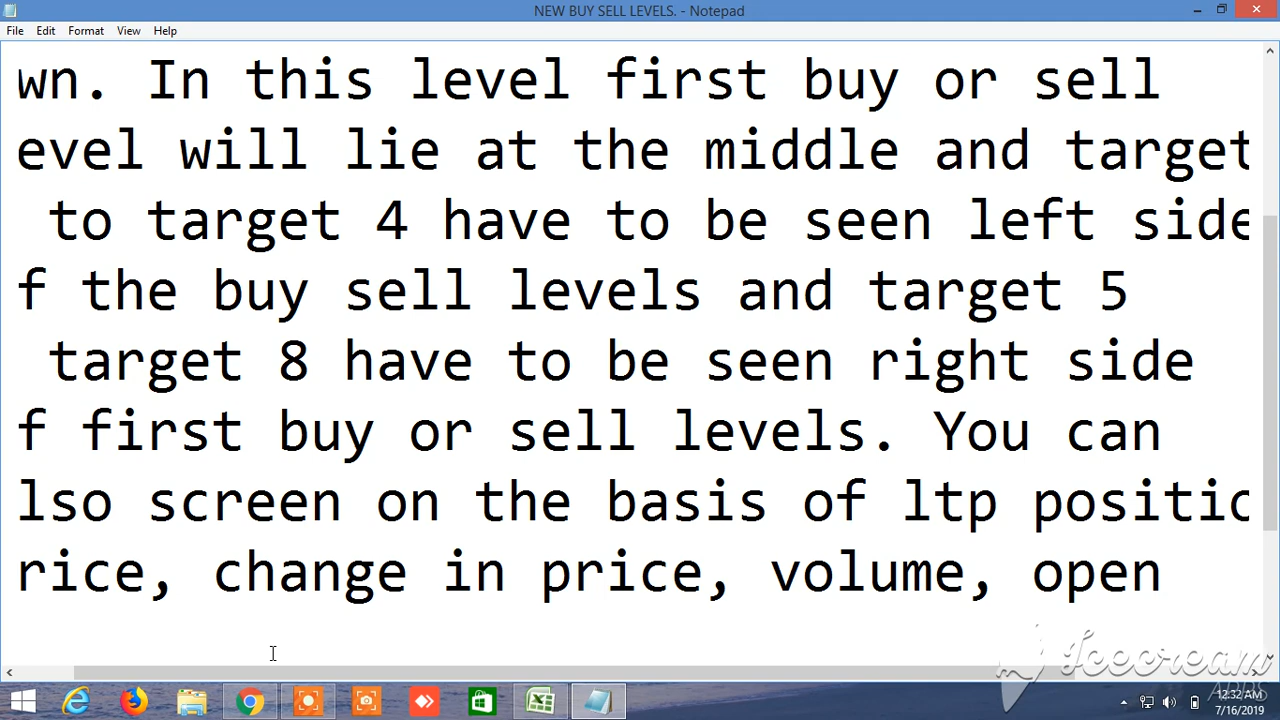 NEW BUY SELL LEVELS. - Notepad
File Edit Format View Help
wn. In this level first buy or sell
evel will lie at the middle and target
to target 4 have to be seen left side
f the buy sell levels and target 5
target 8 have to be seen right side
f first buy or sell levels. You can
lso screen on the basis of ltp positio
rice, change in price, volume, open
Icecream
APPS
12:32 AM
7/16/2019